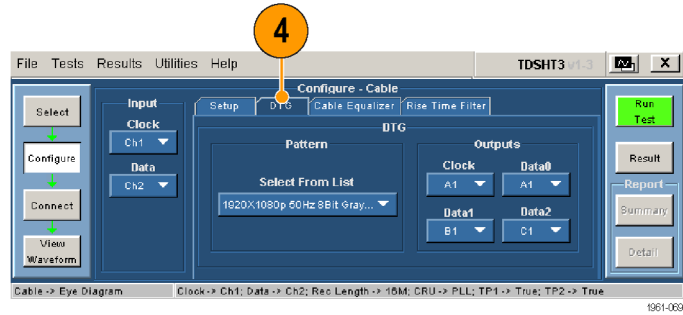 4
File Tests Results Utilities Help TDSHT3 v1.3 X
Configure - Cable
Select
Configure
Connect
View
Waveform
Input
Clock
Ch1
Data
Ch2
Setup DTG Cable Equalizer Rise Time Filter
DTG
Pattern
Select From List
1920X1080p 50Hz 8Bit Gray...
Outputs
Clock Data0
A1 A1
Data1 Data2
B1 C1
Run
Test
Result
Report
Summary
Detail
Cable -> Eye Diagram Clock -> Ch1; Data -> Ch2; Rec Length -> 16M; CRU -> PLL; TP1 -> True; TP2 -> True
1961-069